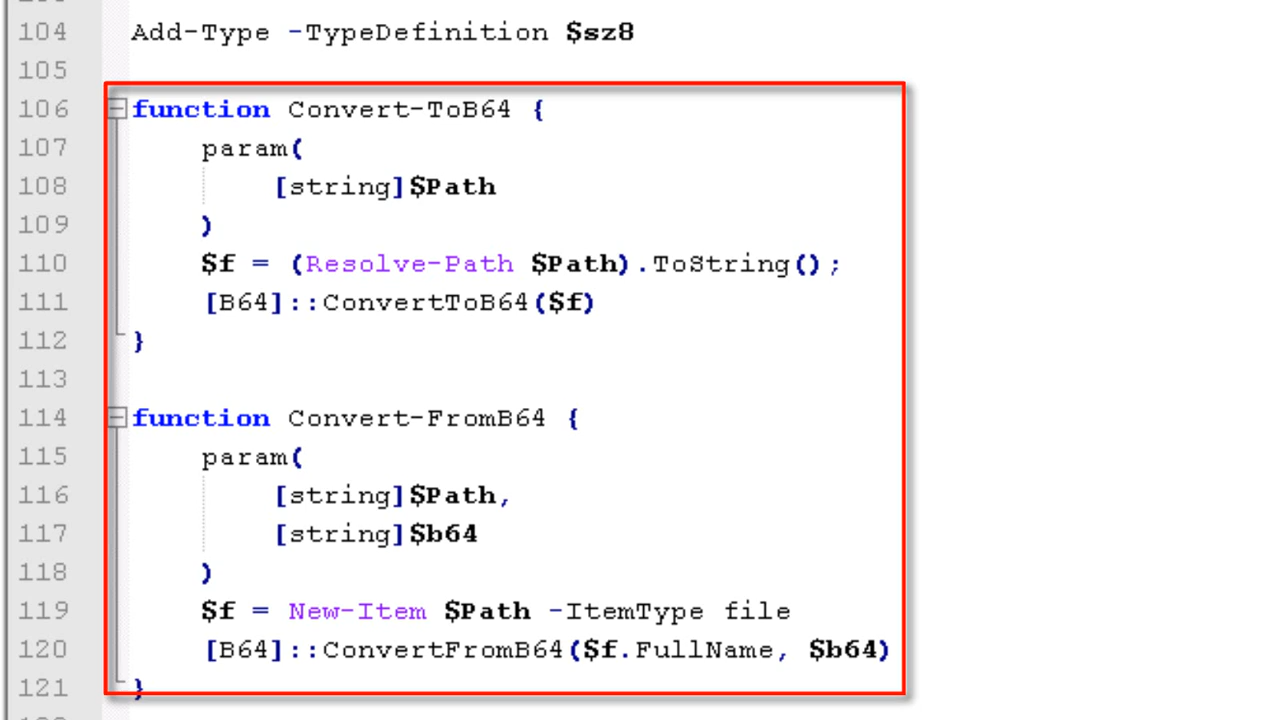 104 Add-Type -TypeDefinition $sz8
105
106 function Convert-ToB64 {
107 param(
108 [string]$Path
109 )
110 $f = (Resolve-Path $Path).ToString();
111 [B64]::ConvertToB64($f)
112 }
113
114 function Convert-FromB64 {
115 param(
116 [string]$Path,
117 [string]$b64
118 )
119 $f = New-Item $Path -ItemType file
120 [B64]::ConvertFromB64($f.FullName, $b64)
121 }